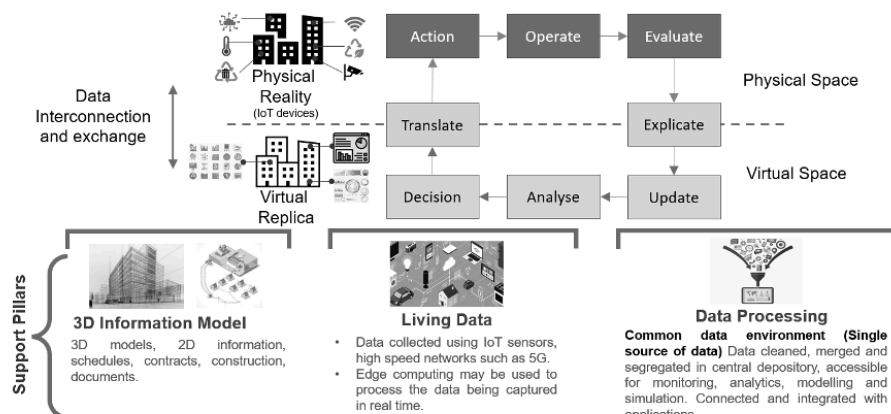 Action
Operate
Evaluate
Physical
Reality
(IoT devices)
Physical Space
Data
Interconnection
and exchange
Translate
Explicate
Virtual Space
Decision
Analyse
Update
Virtual
Replica
Support Pillars
3D Information Model
3D models, 2D information,
schedules, contracts, construction,
documents.
Living Data
• Data collected using IoT sensors,
high speed networks such as 5G.
• Edge computing may be used to
process the data being captured
in real time.
Data Processing
Common data environment (Single
source of data) Data cleaned, merged and
segregated in central depository, accessible
for monitoring, analytics, modelling and
simulation. Connected and integrated with
applications